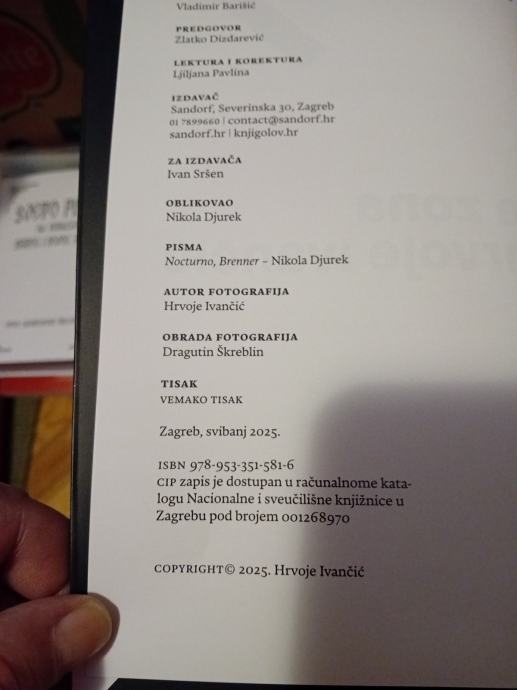 Vladimir Barišić
PREDGOVOR
Zlatko Dizdarević
LEKTURA I KOREKTURA
Ljiljana Pavlina
IZDAVAČ
Sandorf, Severinska 30, Zagreb
01 7899660 | contact@sandorf.hr
sandorf.hr | knjigolov.hr
ZA IZDAVAČA
Ivan Sršen
OBLIKOVAO
Nikola Djurek
PISMA
Nocturno, Brenner – Nikola Djurek
AUTOR FOTOGRAFIJA
Hrvoje Ivančić
OBRADA FOTOGRAFIJA
Dragutin Škreblin
TISAK
VEMAKO TISAK
Zagreb, svibanj 2025.
ISBN 978-953-351-581-6
CIP zapis je dostupan u računalnome kata-
logu Nacionalne i sveučilišne knjižnice u
Zagrebu pod brojem 001268970
COPYRIGHT© 2025. Hrvoje Ivančić